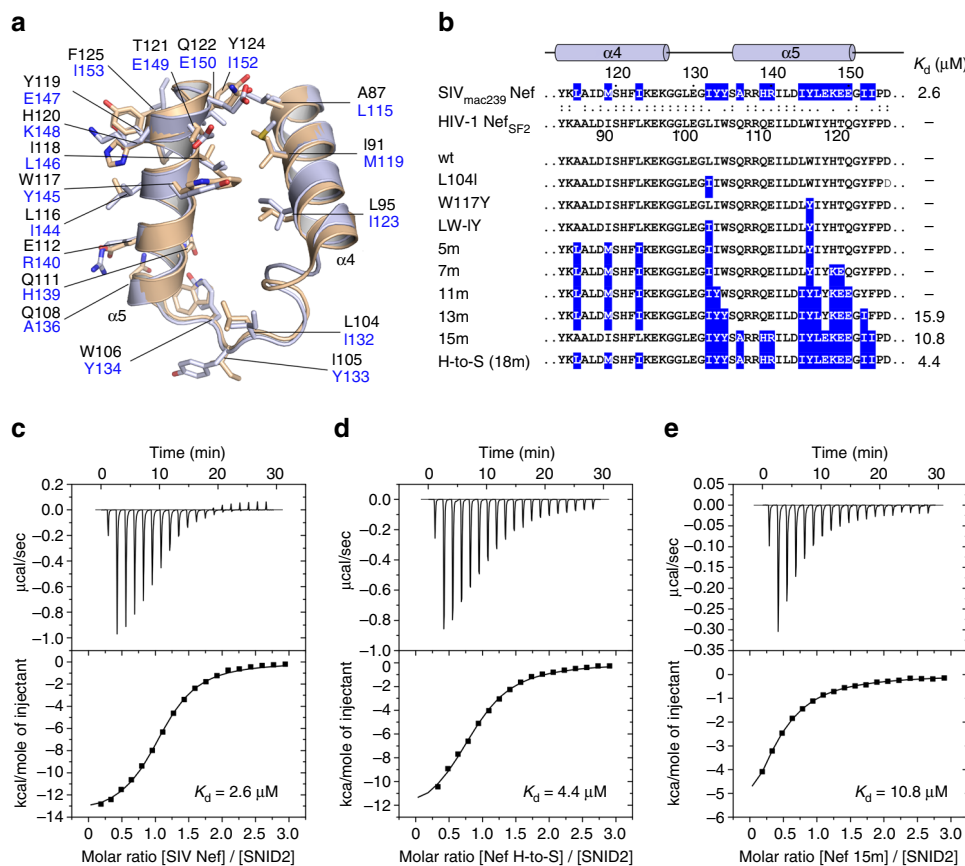 a
F125
I153
T121
E149
Q122
E150
Y124
I152
Y119
E147
H120
K148
I118
L146
W117
Y145
L116
I144
E112
R140
Q111
H139
Q108
A136
α5
W106
Y134
A87
L115
I91
M119
L95
I123
α4
L104
I132
I105
Y133
b
α4 α5
120 130 140 150 Kd (μM)
SIVmac239 Nef ..YKLAIDMSHFIKEKGGLEGIYYSARRHRILDIYLEKEEGIIPD.. 2.6
HIV-1 NefSF2 ..YKAALDISHFLKEKGGLEGLIWSQRRQEILDLWIYHTQGYFPD.. –
90 100 110 120
wt ..YKAALDISHFLKEKGGLEGLIWSQRRQEILDLWIYHTQGYFPD.. –
L104I ..YKAALDISHFLKEKGGLEGIIWSQRRQEILDLWIYHTQGYFPD.. –
W117Y ..YKAALDISHFLKEKGGLEGLIWSQRRQEILDLYIYHTQGYFPD.. –
LW-IY ..YKAALDISHFLKEKGGLEGIIWSQRRQEILDLYIYHTQGYFPD.. –
5m ..YKLALDMSHFIKEKGGLEGIIWSQRRQEILDLYIYHTQGYFPD.. –
7m ..YKLALDMSHFIKEKGGLEGIIWSQRRQEILDLYIYKEQGYFPD.. –
11m ..YKLALDMSHFIKEKGGLEGIYWSQRRQEILDIYLYKEEGYFPD.. –
13m ..YKLALDMSHFIKEKGGLEGIYYSQRRQEILDIYLYKEEGIFPD.. 15.9
15m ..YKAALDISHFLKEKGGLEGIYYSARRHRILDIYLEKEEGIIPD.. 10.8
H-to-S (18m) ..YKLALDMSHFIKEKGGLEGIYYSARRHRILDIYLEKEEGIIPD.. 4.4
c
Time (min)
0 10 20 30
0.2
0.0
–0.2
–0.4
–0.6
–0.8
–1.0
μcal/sec
0
–2
–4
–6
–8
–10
–12
–14
kcal/mole of injectant
Kd = 2.6 μM
0.0 0.5 1.0 1.5 2.0 2.5 3.0
Molar ratio [SIV Nef] / [SNID2]
d
Time (min)
0 10 20 30
0.0
–0.2
–0.4
–0.6
–0.8
–1.0
μcal/sec
0
–2
–4
–6
–8
–10
–12
kcal/mole of injectant
Kd = 4.4 μM
0.0 0.5 1.0 1.5 2.0 2.5 3.0
Molar ratio [Nef H-to-S] / [SNID2]
e
Time (min)
0 10 20 30
0.05
0.00
–0.05
–0.10
–0.15
–0.20
–0.25
–0.30
–0.35
μcal/sec
0
–1
–2
–3
–4
–5
–6
kcal/mole of injectant
Kd = 10.8 μM
0.0 0.5 1.0 1.5 2.0 2.5 3.0
Molar ratio [Nef 15m] / [SNID2]